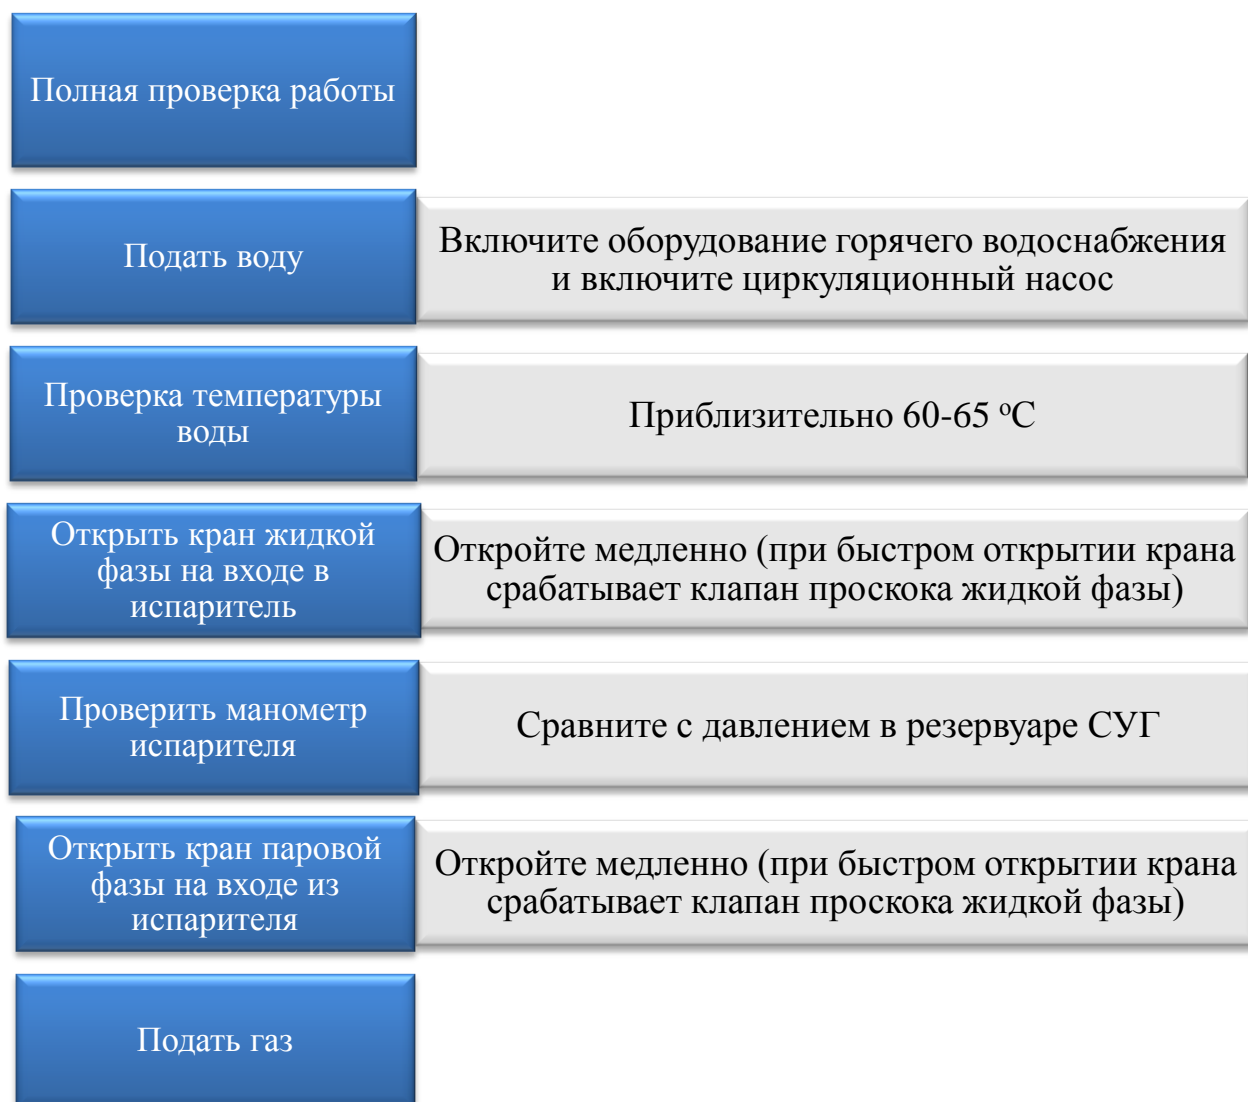 Полная проверка работы
Подать воду
Включите оборудование горячего водоснабжения
и включите циркуляционный насос
Проверка температуры
воды
Приблизительно 60-65 ᵒС
Открыть кран жидкой
фазы на входе в
испаритель
Откройте медленно (при быстром открытии крана
срабатывает клапан проскока жидкой фазы)
Проверить манометр
испарителя
Сравните с давлением в резервуаре СУГ
Открыть кран паровой
фазы на входе из
испарителя
Откройте медленно (при быстром открытии крана
срабатывает клапан проскока жидкой фазы)
Подать газ